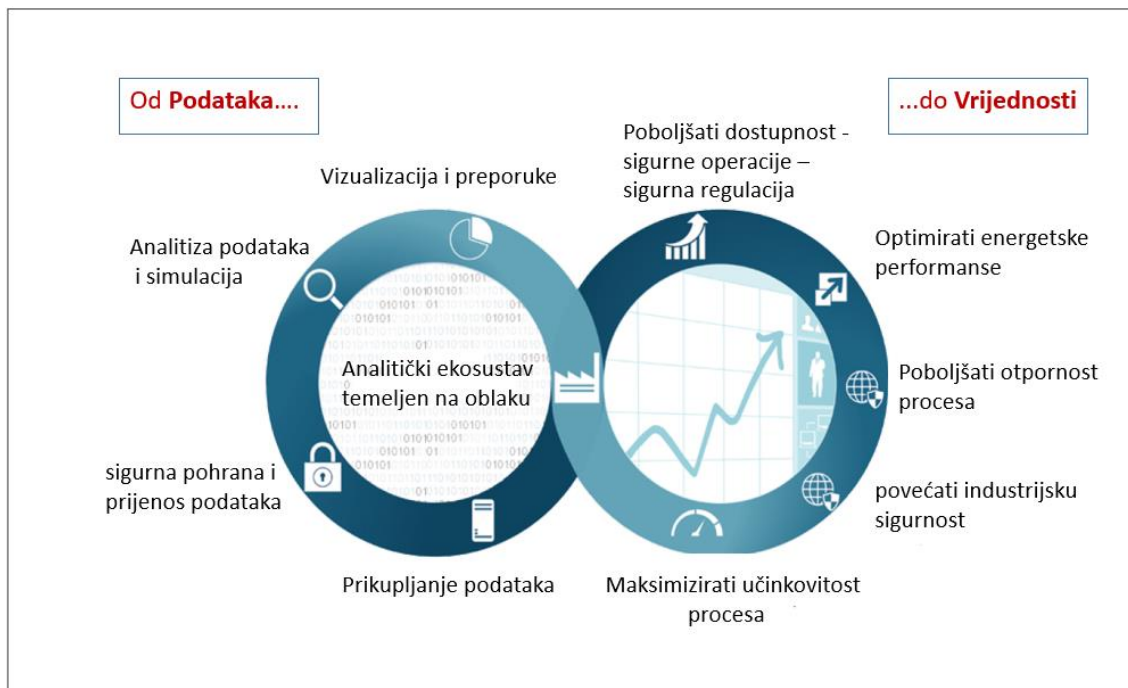 Od Podataka....
...do Vrijednosti
Vizualizacija i preporuke
Poboljšati dostupnost -
sigurne operacije –
sigurna regulacija
Analitiza podataka
i simulacija
Optimirati energetske
performanse
Analitički ekosustav
temeljen na oblaku
Poboljšati otpornost
procesa
sigurna pohrana i
prijenos podataka
povećati industrijsku
sigurnost
Prikupljanje podataka
Maksimizirati učinkovitost
procesa